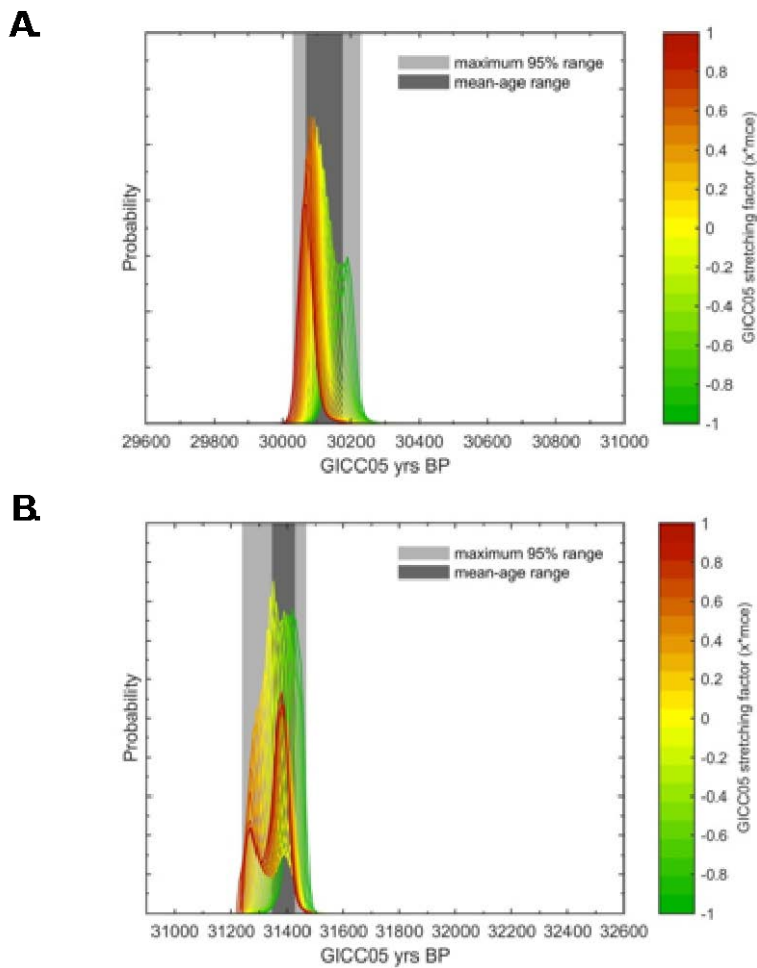 A.
maximum 95% range
mean-age range
Probability
29600 29800 30000 30200 30400 30600 30800 31000
GICC05 yrs BP
1
0.8
0.6
0.4
0.2
0
-0.2
-0.4
-0.6
-0.8
-1
GICC05 stretching factor (x*mce)
B.
maximum 95% range
mean-age range
Probability
31000 31200 31400 31600 31800 32000 32200 32400 32600
GICC05 yrs BP
1
0.8
0.6
0.4
0.2
0
-0.2
-0.4
-0.6
-0.8
-1
GICC05 stretching factor (x*mce)